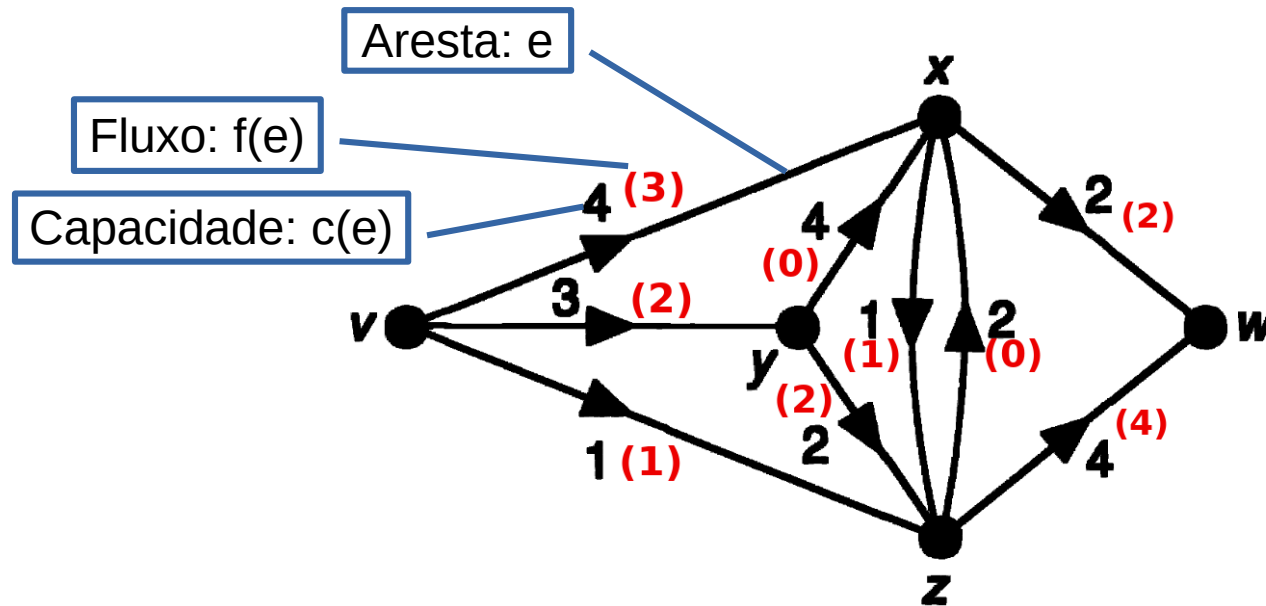 Aresta: e
x
Fluxo: f(e)
4 (3)
Capacidade: c(e)
4
2 (2)
(0)
3 (2)
v
1
2
w
y
(1)
(0)
(2)
2
(4)
4
1 (1)
z